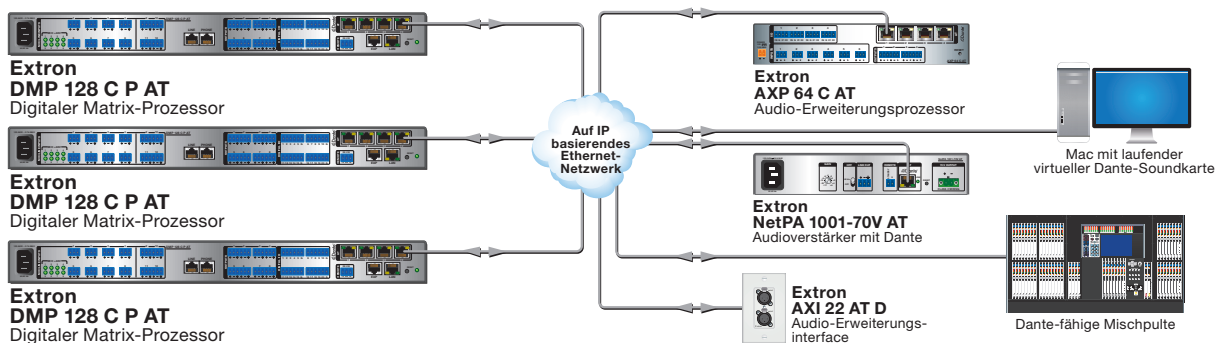 Extron
DMP 128 C P AT
Digitaler Matrix-Prozessor
Extron
DMP 128 C P AT
Digitaler Matrix-Prozessor
Extron
DMP 128 C P AT
Digitaler Matrix-Prozessor
Auf IP
basierendes
Ethernet-
Netzwerk
Extron
AXP 64 C AT
Audio-Erweiterungsprozessor
Mac mit laufender
virtueller Dante-Soundkarte
Extron
NetPA 1001-70V AT
Audioverstärker mit Dante
Extron
AXI 22 AT D
Audio-Erweiterungs-
interface
Dante-fähige Mischpulte